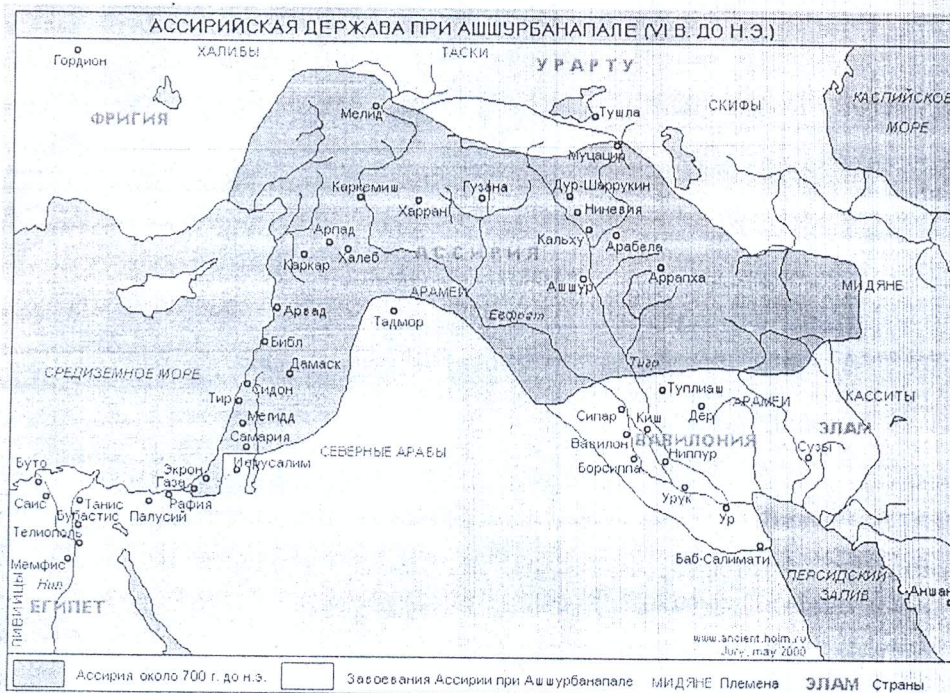 АССИРИЙСКАЯ ДЕРЖАВА ПРИ АШШУРБАНАПАЛЕ (VI В. ДО Н.Э.)
Гордион
ХАЛИБЫ
ТАСКИ
УРАРТУ
ФРИГИЯ
Мелид
Тушпа
СКИФЫ
КАСПИЙСКОЕ
МОРЕ
Муцацир
Каркемиш
Харран
Гузана
Дур-Шаррукин
Ниневия
Арпад
Халеб
Каркар
АССИРИЯ
Кальху
Арбела
Аррапха
Ашшур
АРАМЕИ
МИДЯНЕ
Арвад
Тадмор
Евфрат
Библ
Дамаск
Тигр
СРЕДИЗЕМНОЕ МОРЕ
Сидон
Тир
Мегидд
Самария
Туплиаш
Дер
АРАМЕИ
КАССИТЫ
Сипар
Киш
ВАВИЛОНИЯ
ЭЛАМ
Вавилон
Ниппур
Сузы
Борсиппа
СЕВЕРНЫЕ АРАБЫ
Иерусалим
Экрон
Газа
Рафия
Урук
Ур
Буто
Саис
Танис
Бубастис
Палусий
Телиополь
Мемфис
Нил
ЕГИПЕТ
ЛИВИЙЦЫ
Баб-Салимати
ПЕРСИДСКИЙ
ЗАЛИВ
Аншан
www.ancient.holm.ru
Jury, may 2000
Ассирия около 700 г. до н.э.
Завоевания Ассирии при Ашшурбанапале
МИДЯНЕ Племена
ЭЛАМ Страны